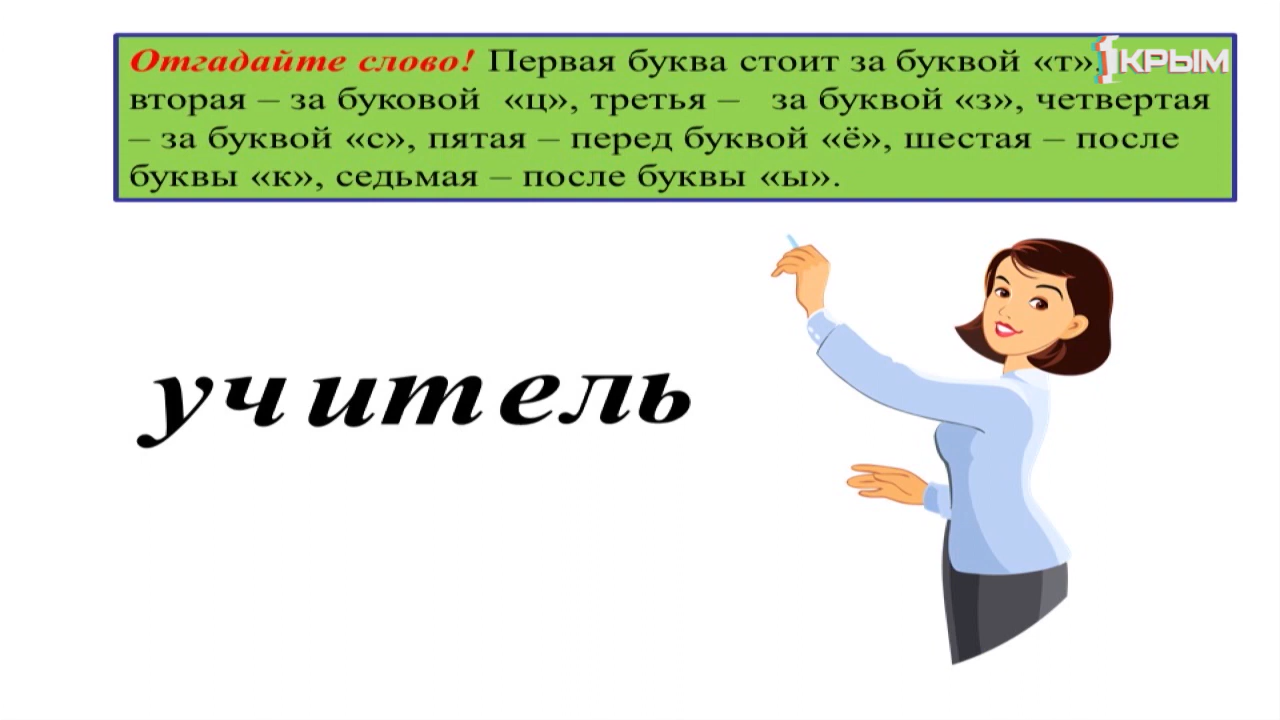 Отгадайте слово! Первая буква стоит за буквой «т», 1КРЫМ
вторая – за буковой «ц», третья – за буквой «з», четвертая
– за буквой «с», пятая – перед буквой «ё», шестая – после
буквы «к», седьмая – после буквы «ы».
учитель